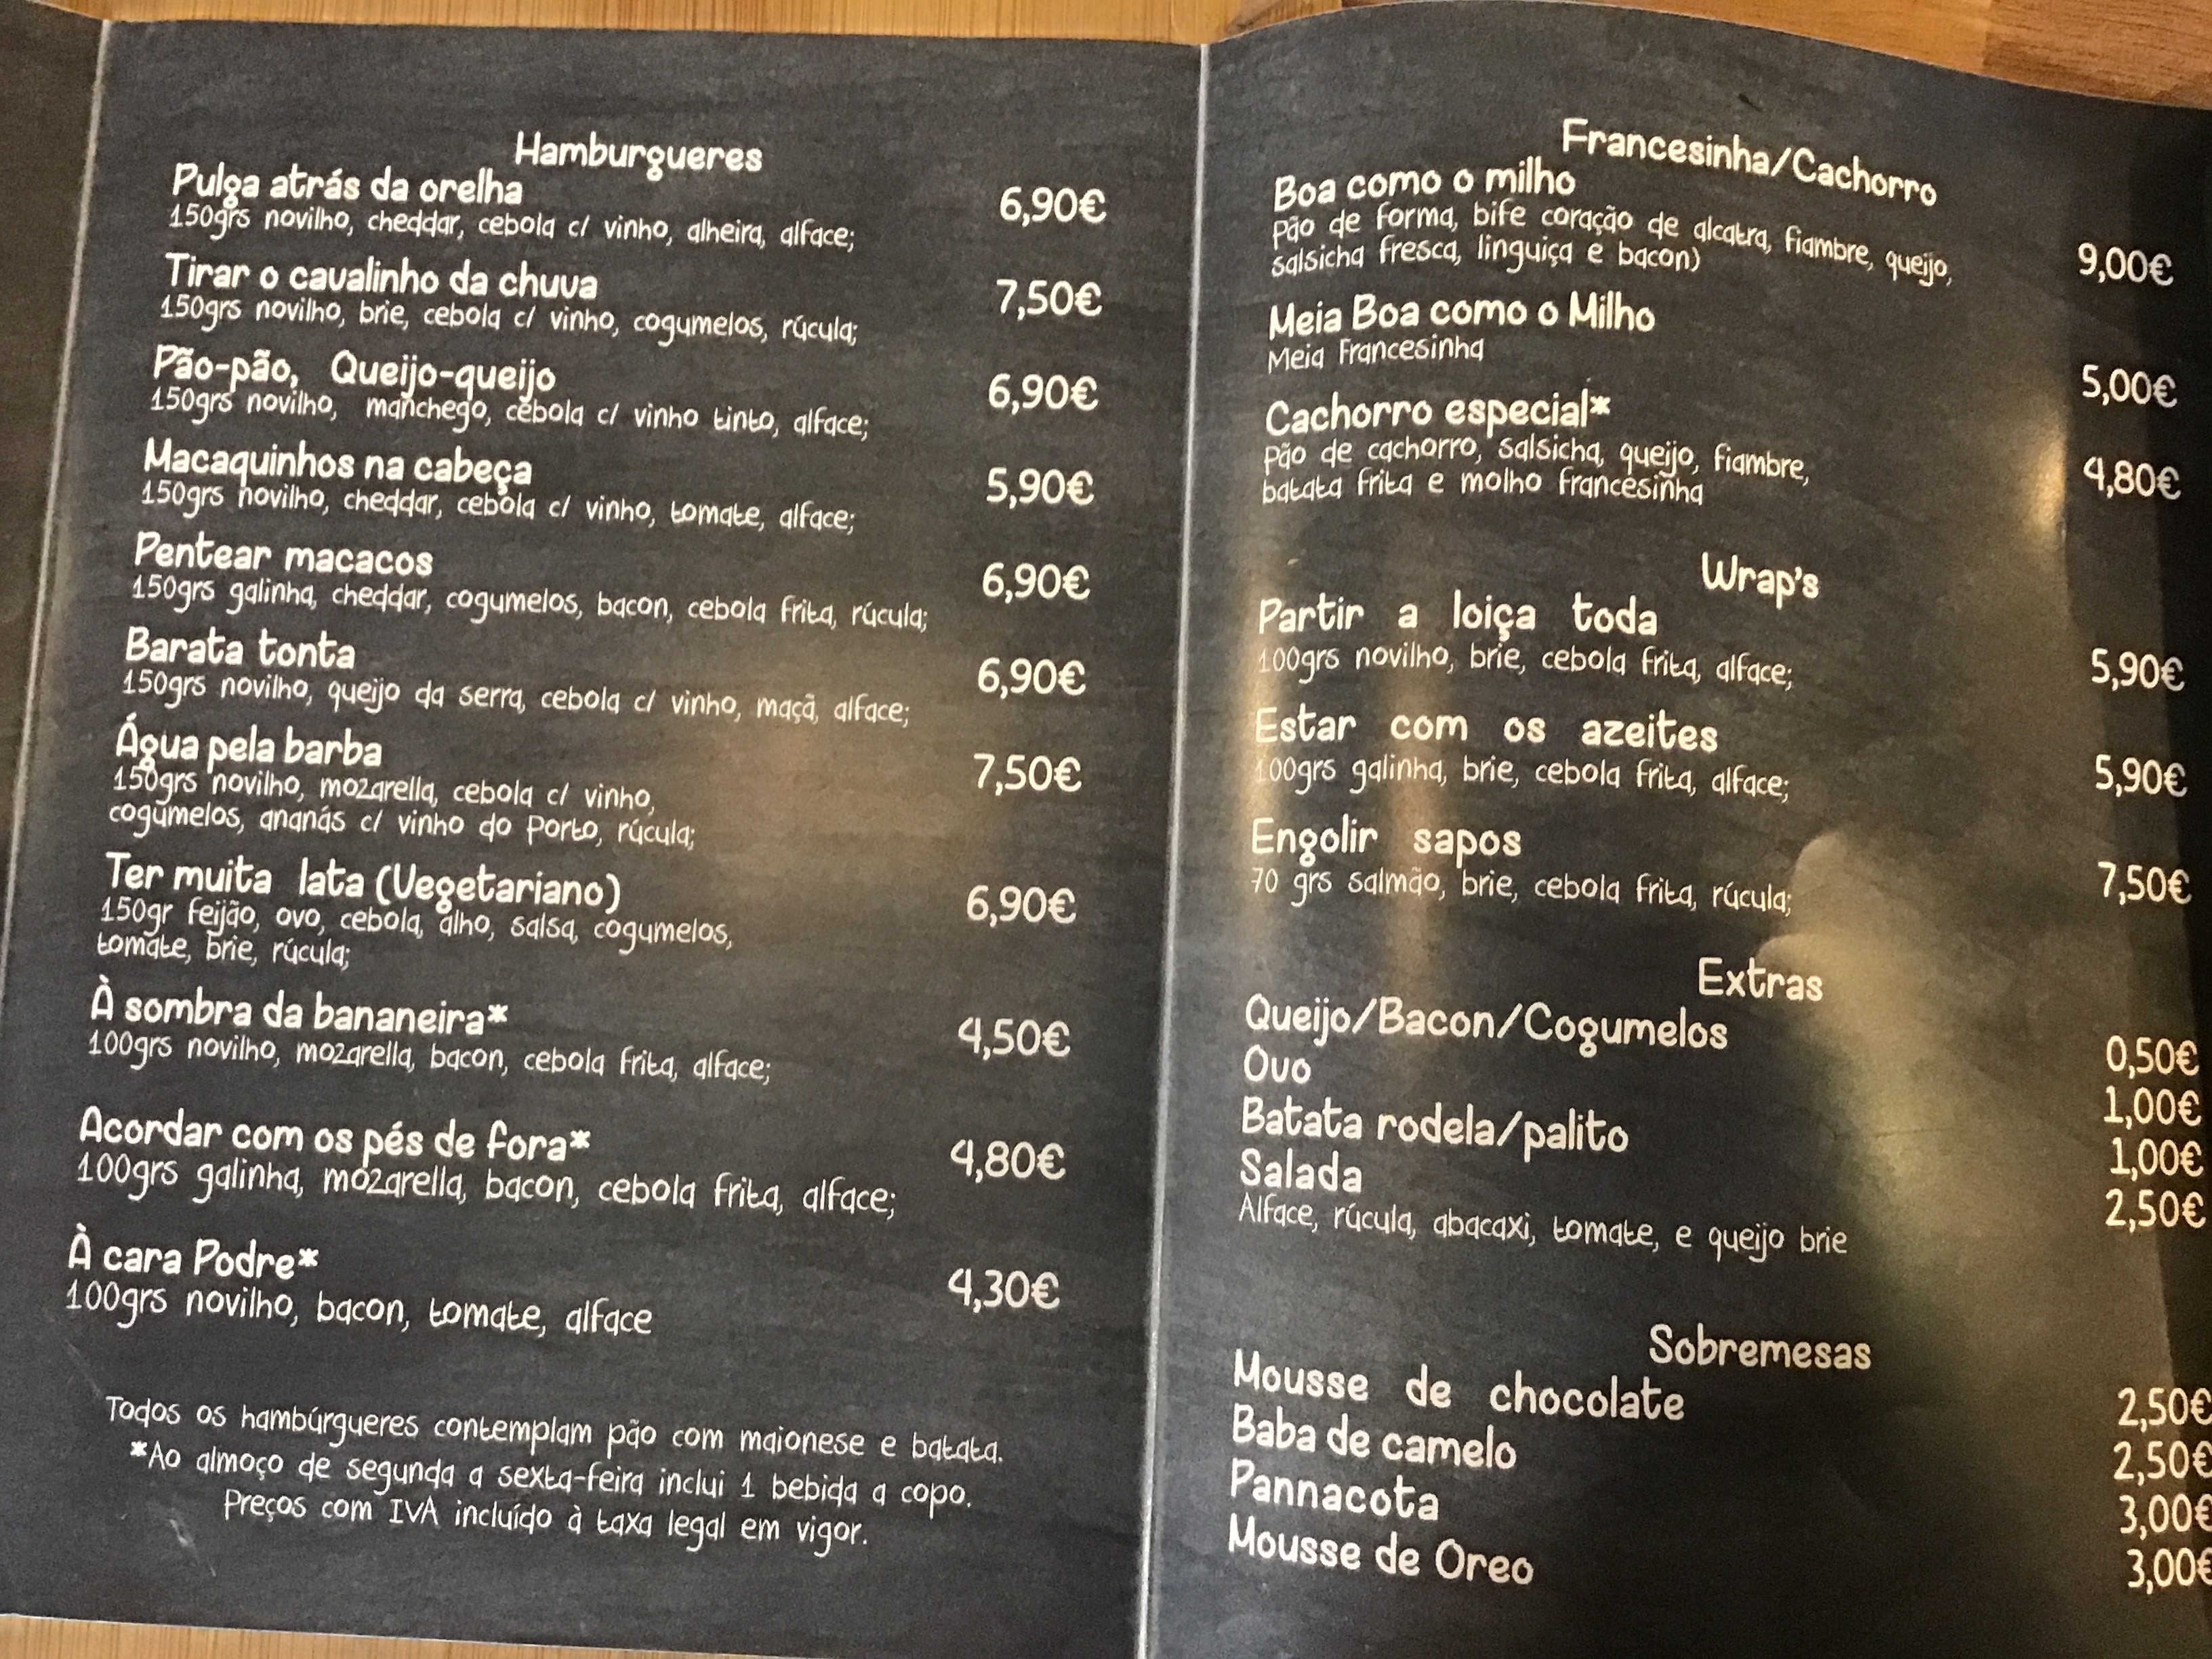 Hamburgueres
Pulga atrás da orelha 6,90€
150grs novilho, cheddar, cebola c/ vinho, alheira, alface;
Tirar o cavalinho da chuva 7,50€
150grs novilho, brie, cebola c/ vinho, cogumelos, rúcula;
Pão-pão, Queijo-queijo 6,90€
150grs novilho, manchego, cebola c/ vinho tinto, alface;
Macaquinhos na cabeça 5,90€
150grs novilho, cheddar, cebola c/ vinho, tomate, alface;
Pentear macacos 6,90€
150grs galinha, cheddar, cogumelos, bacon, cebola frita, rúcula;
Barata tonta 6,90€
150grs novilho, queijo da serra, cebola c/ vinho, maçã, alface;
Água pela barba 7,50€
150grs novilho, mozarella, cebola c/ vinho,
cogumelos, ananás c/ vinho do Porto, rúcula;
Ter muita lata (Vegetariano) 6,90€
150gr feijão, ovo, cebola, alho, salsa, cogumelos,
tomate, brie, rúcula;
À sombra da bananeira* 4,50€
100grs novilho, mozarella, bacon, cebola frita, alface;
Acordar com os pés de fora* 4,80€
100grs galinha, mozarella, bacon, cebola frita, alface;
À cara Podre* 4,30€
100grs novilho, bacon, tomate, alface
Todos os hambúrgueres contemplam pão com maionese e batata.
*Ao almoço de segunda a sexta-feira inclui 1 bebida a copo.
Preços com IVA incluído à taxa legal em vigor.
Francesinha/Cachorro
Boa como o milho
Pão de forma, bife coração de alcatra, fiambre, queijo, 9,00€
salsicha fresca, linguiça e bacon)
Meia Boa como o Milho
Meia Francesinha 5,00€
Cachorro especial*
Pão de cachorro, salsicha, queijo, fiambre, 4,80€
batata frita e molho francesinha
Wrap's
Partir a loiça toda
100grs novilho, brie, cebola frita, alface; 5,90€
Estar com os azeites
100grs galinha, brie, cebola frita, alface; 5,90€
Engolir sapos
70 grs salmão, brie, cebola frita, rúcula; 7,50€
Extras
Queijo/Bacon/Cogumelos 0,50€
Ovo 1,00€
Batata rodela/palito 1,00€
Salada 2,50€
Alface, rúcula, abacaxi, tomate, e queijo brie
Sobremesas
Mousse de chocolate 2,50€
Baba de camelo 2,50€
Pannacota 3,00€
Mousse de Oreo 3,00€